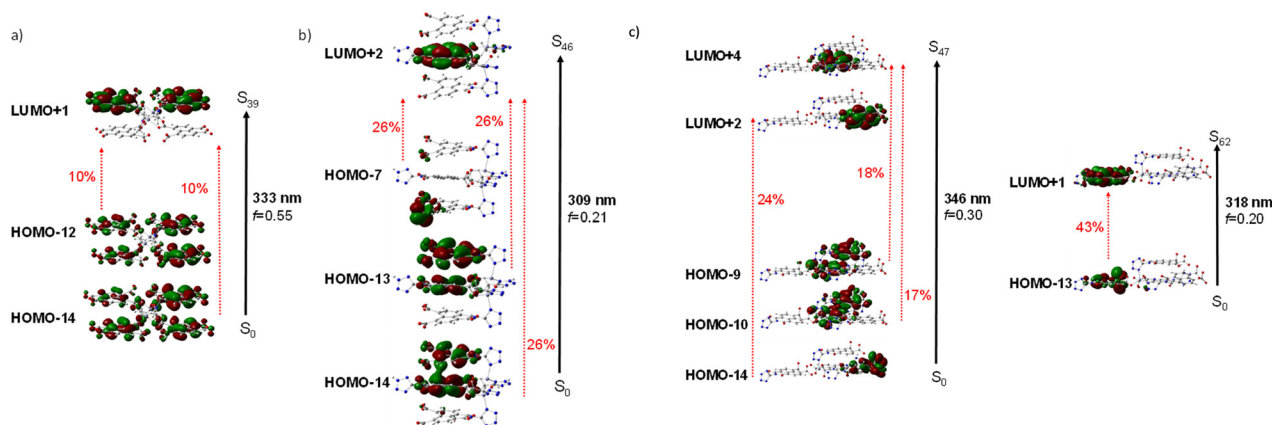 a)
S39
LUMO+1
10%
10%
333 nm
f=0.55
HOMO-12
HOMO-14
S0
b)
S46
LUMO+2
26%
26%
HOMO-7
309 nm
f=0.21
HOMO-13
26%
HOMO-14
S0
c)
S47
LUMO+4
LUMO+2
18%
24%
346 nm
f=0.30
HOMO-9
17%
HOMO-10
HOMO-14
S0
S62
LUMO+1
318 nm
f=0.20
43%
HOMO-13
S0